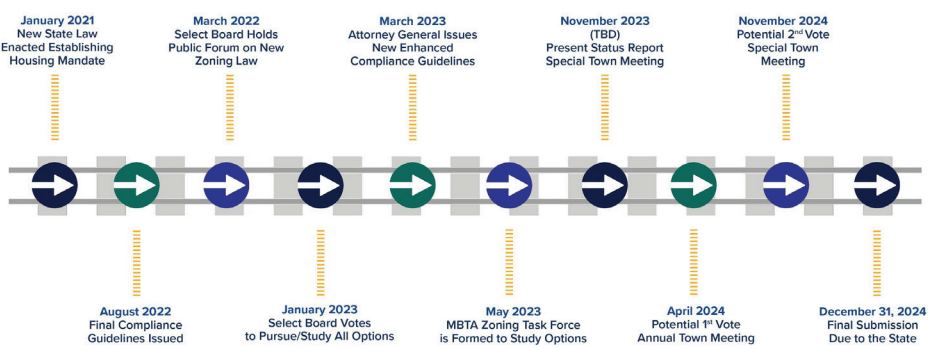 January 2021
New State Law
Enacted Establishing
Housing Mandate
March 2022
Select Board Holds
Public Forum on New
Zoning Law
March 2023
Attorney General Issues
New Enhanced
Compliance Guidelines
November 2023
(TBD)
Present Status Report
Special Town Meeting
November 2024
Potential 2nd Vote
Special Town
Meeting
August 2022
Final Compliance
Guidelines Issued
January 2023
Select Board Votes
to Pursue/Study All Options
May 2023
MBTA Zoning Task Force
is Formed to Study Options
April 2024
Potential 1st Vote
Annual Town Meeting
December 31, 2024
Final Submission
Due to the State